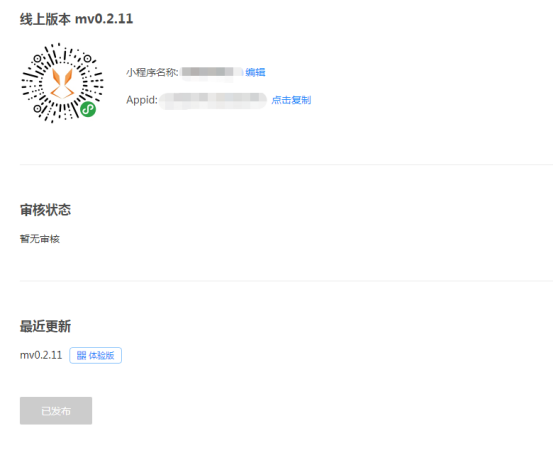 线上版本 mv0.2.11
小程序名称: 编辑
Appid: 点击复制
审核状态
暂无审核
最近更新
mv0.2.11 体验版
已发布